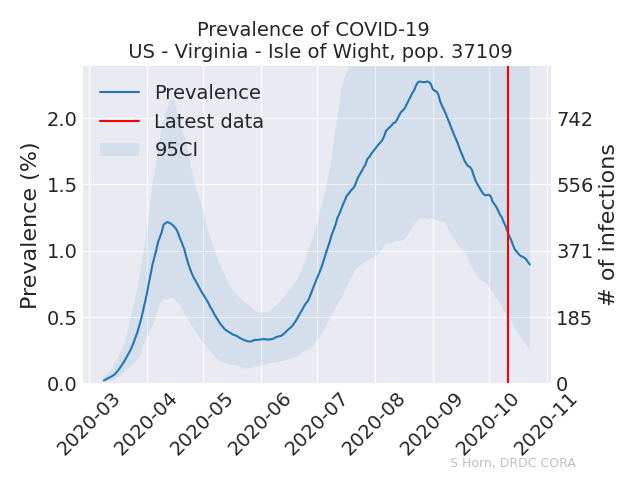 Prevalence of COVID-19
US - Virginia - Isle of Wight, pop. 37109
Prevalence
Latest data
95CI
Prevalence (%)
2.0
1.5
1.0
0.5
0.0
742
556
371
185
0
# of infections
2020-03
2020-04
2020-05
2020-06
2020-07
2020-08
2020-09
2020-10
2020-11
S Horn, DRDC CORA